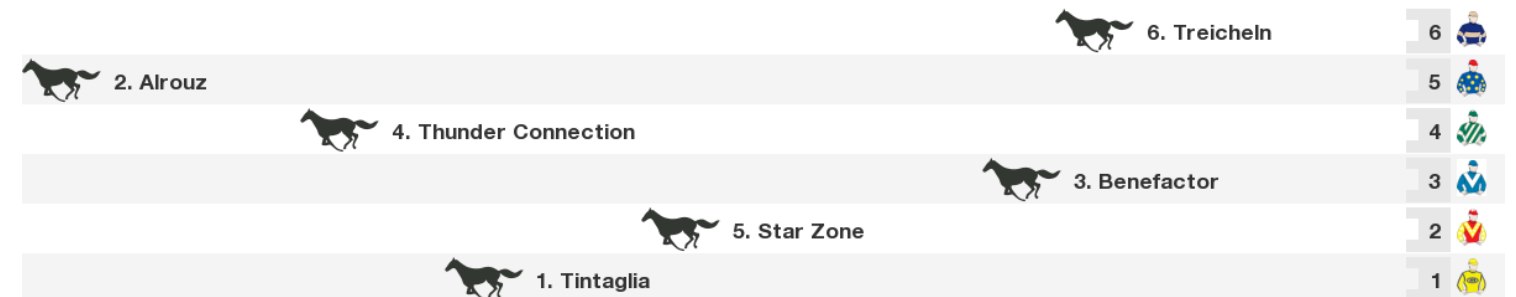 6. Treicheln 6
2. Alrouz 5
4. Thunder Connection 4
3. Benefactor 3
5. Star Zone 2
1. Tintaglia 1